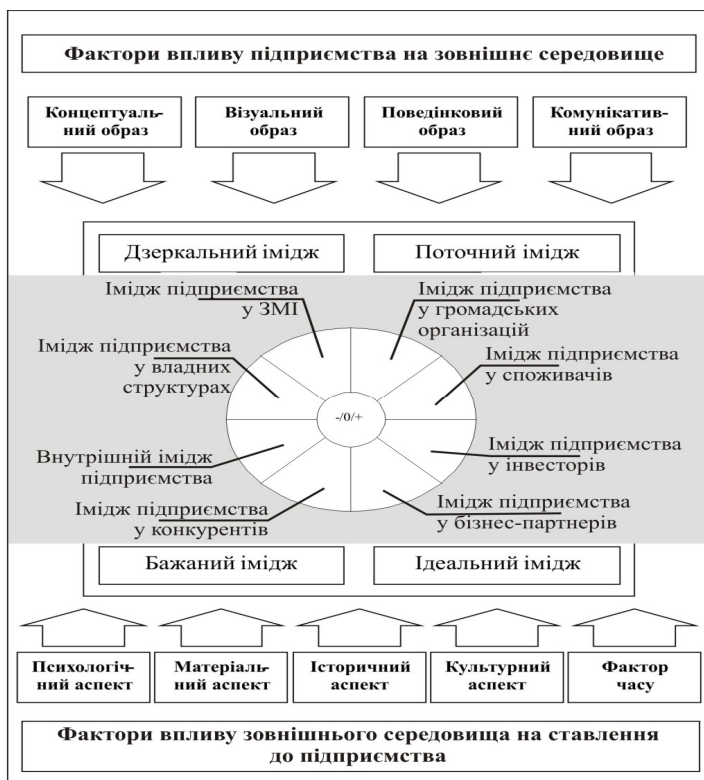 Фактори впливу підприємства на зовнішнє середовище
Концептуаль-
ний образ
Візуальний
образ
Поведінковий
образ
Комунікатив-
ний образ
Дзеркальний імідж
Поточний імідж
Імідж підприємства
у ЗМІ
Імідж підприємства
у громадських
організацій
Імідж підприємства
у владних
структурах
Імідж підприємства
у споживачів
-/0/+
Внутрішній імідж
підприємства
Імідж підприємства
у інвесторів
Імідж підприємства
у конкурентів
Імідж підприємства
у бізнес-партнерів
Бажаний імідж
Ідеальний імідж
Психологіч-
ний аспект
Матеріаль-
ний аспект
Історичний
аспект
Культурний
аспект
Фактор
часу
Фактори впливу зовнішнього середовища на ставлення
до підприємства